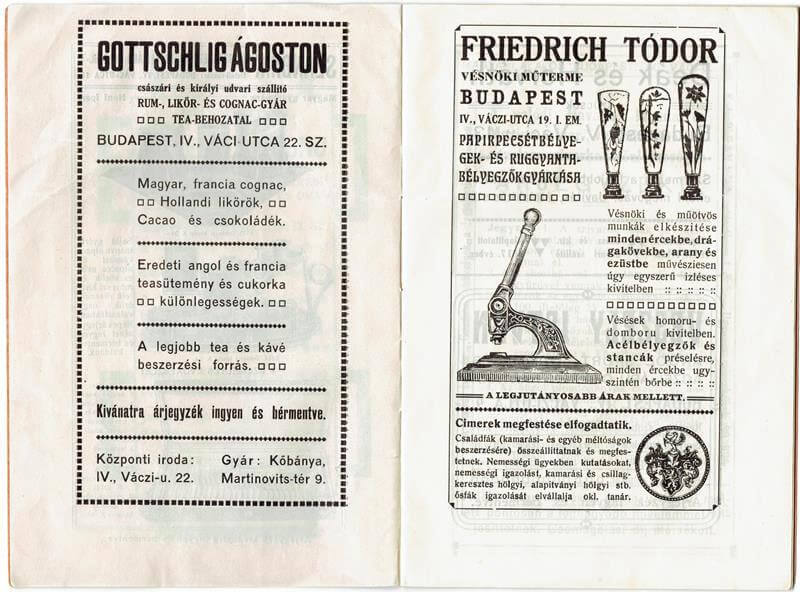 GOTTSCHLIG ÁGOSTON
császári és királyi udvari szállító
RUM-, LIKŐR- ÉS COGNAC-GYÁR
TEA-BEHOZATAL
BUDAPEST, IV., VÁCI-UTCA 22. SZ.
Magyar, francia cognac,
Hollandi likőrök,
Cacao és csokoládék.
Eredeti angol és francia
teasütemény és cukorka
különlegességek.
A legjobb tea és kávé
beszerzési forrás.
Kivánatra árjegyzék ingyen és bérmentve.
Központi iroda: Gyár: Kőbánya,
IV., Váczi-u. 22. Martinovits-tér 9.
FRIEDRICH TÓDOR
VÉSNÖKI MŰTERME
BUDAPEST
IV., VÁCZI-UTCA 19. I. EM.
PAPIRPECSÉTBÉLYE-
GEK- ÉS RUGGYANTA-
BÉLYEGZŐK GYÁRTÁSA
Vésnöki és műötvös
munkák elkészítése
minden ércekbe, drá-
gakövekbe, arany és
ezüstbe művésziesen
úgy egyszerű izléses
kivitelben :: :: :: ::
Vésések homoru- és
domboru kivitelben.
Acélbélyegzők és
stancák préselésre,
minden ércekbe ugy-
szintén bőrbe :: :: ::
A LEGJUTÁNYOSABB ÁRAK MELLETT.
Cimerek megfestése elfogadtatik.
Családfák (kamarási- és egyéb méltóságok
beszerzésére) összeállíttatnak és megfes-
tetnek. Nemességi ügyekben kutatásokat,
nemességi igazolást, kamarási és csillag-
keresztes hölgyi, alapitványi hölgyi stb.
ősfák igazolását elvállalja okl. tanár.